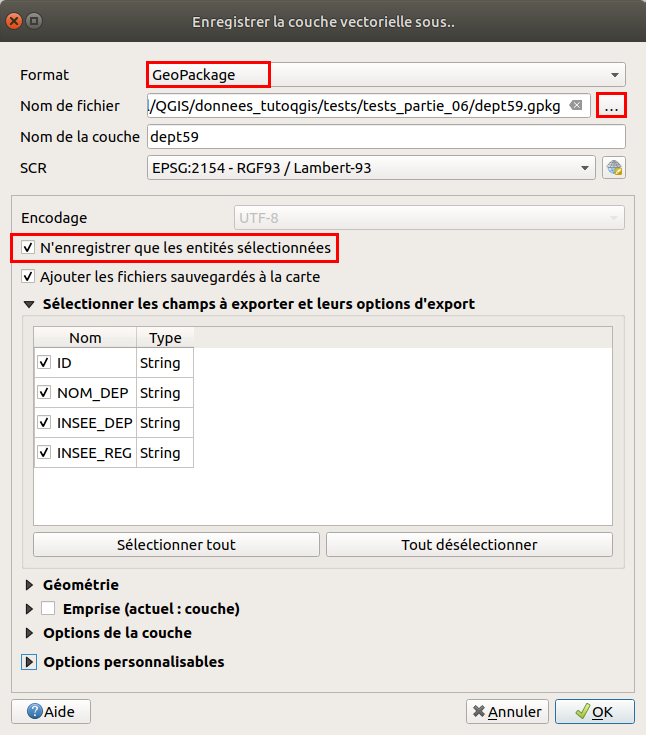 Enregistrer la couche vectorielle sous..
Format GeoPackage
Nom de fichier /QGIS/donnees_tutoqgis/tests/tests_partie_06/dept59.gpkg ...
Nom de la couche dept59
SCR EPSG:2154 - RGF93 / Lambert-93
Encodage UTF-8
N'enregistrer que les entités sélectionnées
Ajouter les fichiers sauvegardés à la carte
Sélectionner les champs à exporter et leurs options d'export
Nom Type
ID String
NOM_DEP String
INSEE_DEP String
INSEE_REG String
Sélectionner tout Tout désélectionner
Géométrie
Emprise (actuel : couche)
Options de la couche
Options personnalisables
Aide Annuler OK